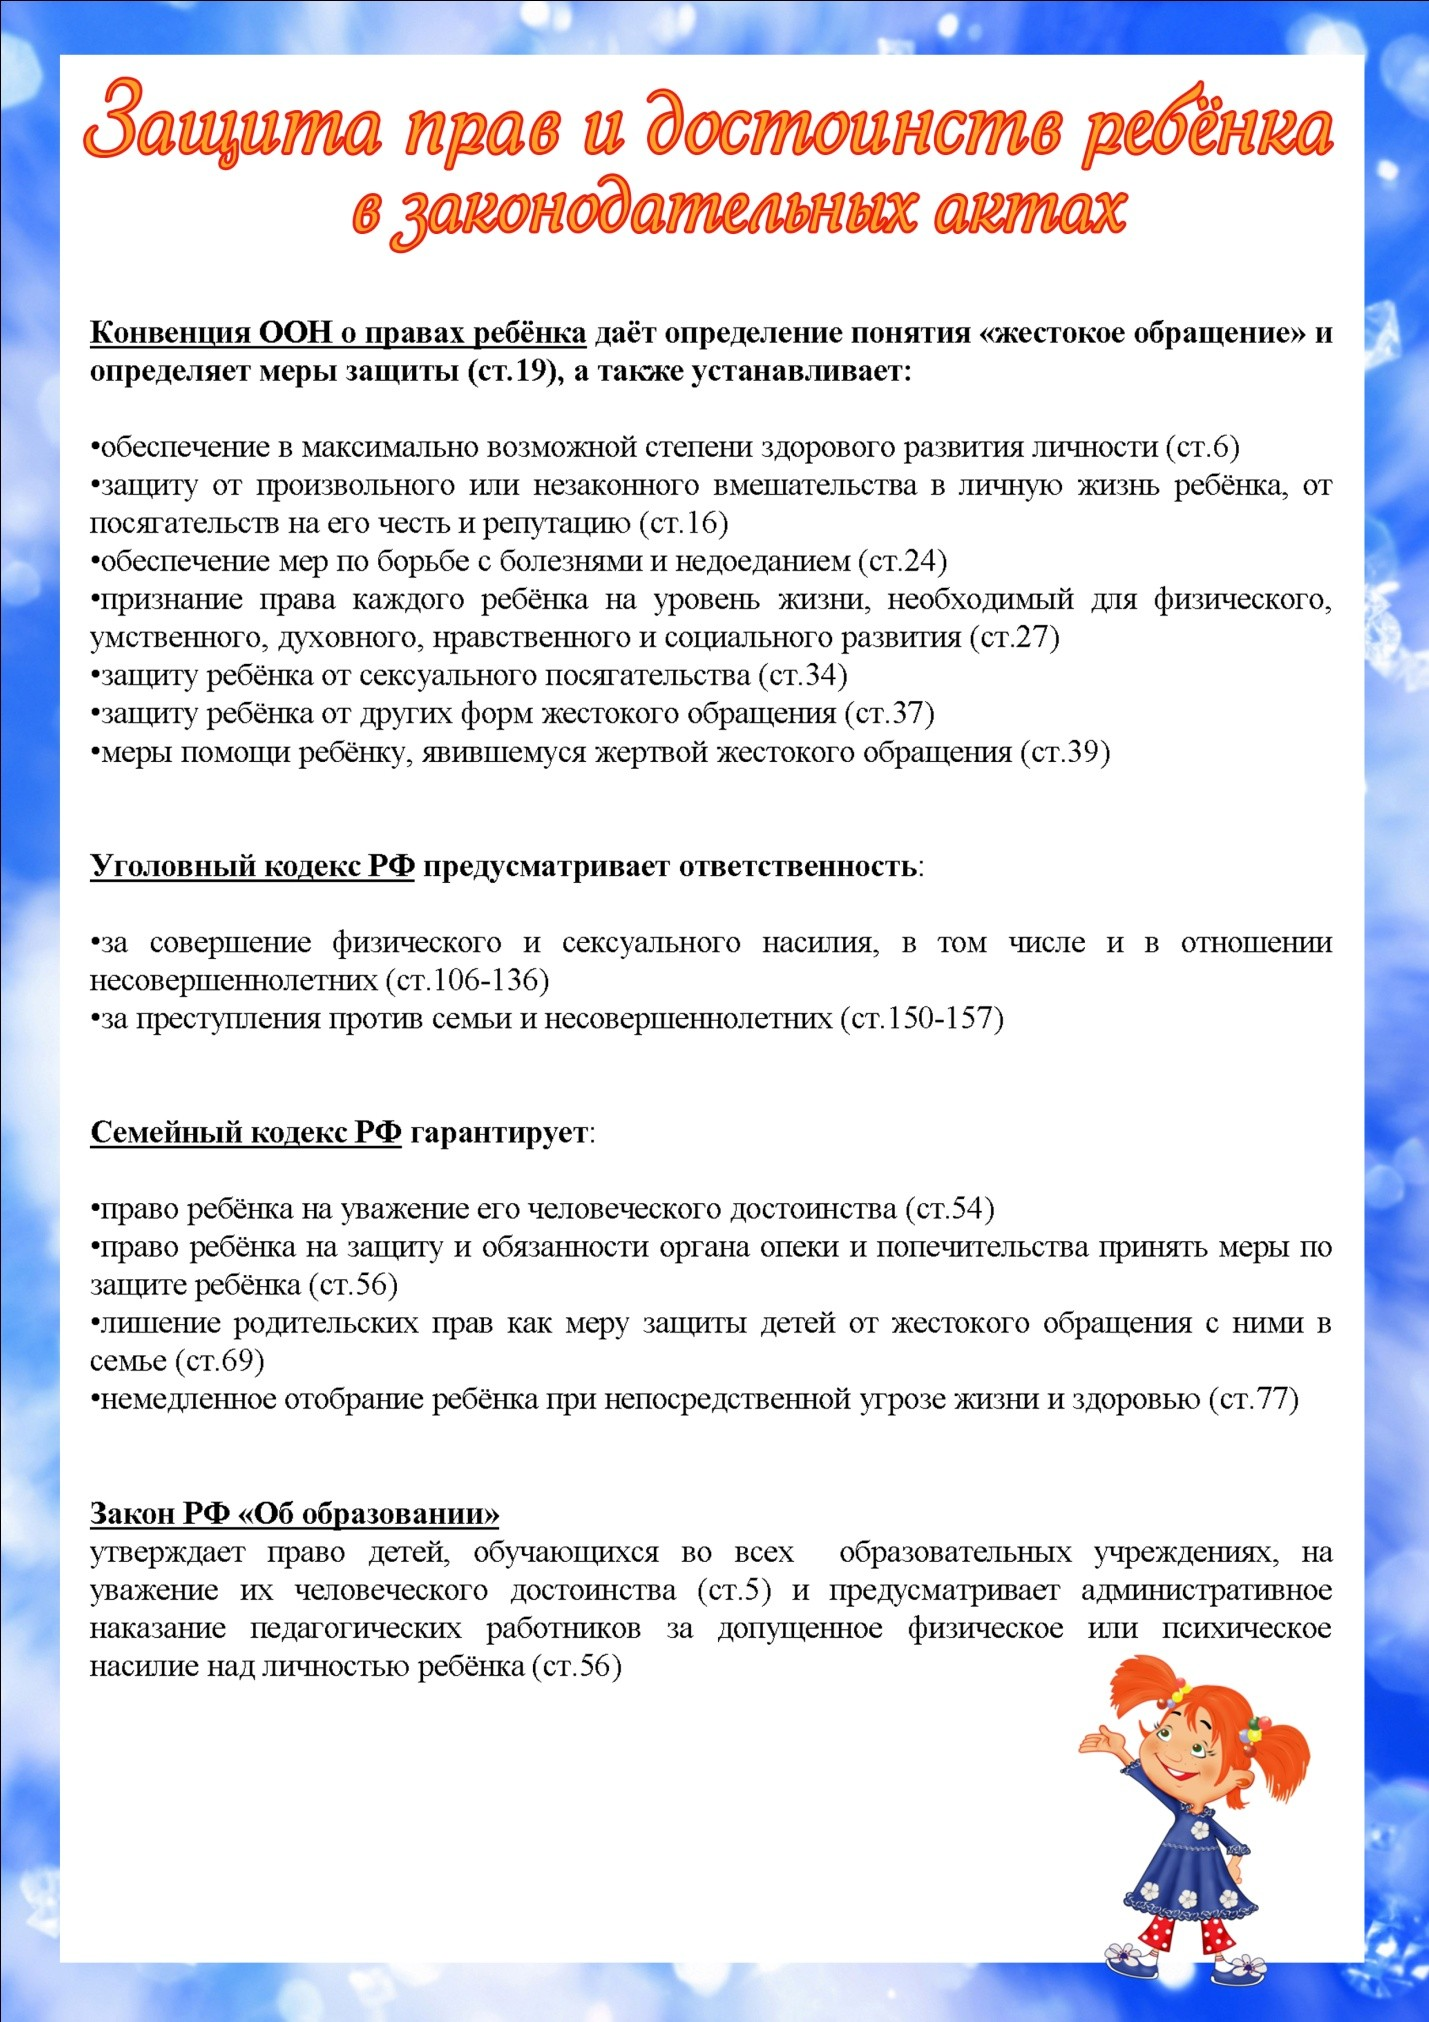 Защита прав и достоинств ребёнка
в законодательных актах
Конвенция ООН о правах ребёнка даёт определение понятия «жестокое обращение» и
определяет меры защиты (ст.19), а также устанавливает:
•обеспечение в максимально возможной степени здорового развития личности (ст.6)
•защиту от произвольного или незаконного вмешательства в личную жизнь ребёнка, от
посягательств на его честь и репутацию (ст.16)
•обеспечение мер по борьбе с болезнями и недоеданием (ст.24)
•признание права каждого ребёнка на уровень жизни, необходимый для физического,
умственного, духовного, нравственного и социального развития (ст.27)
•защиту ребёнка от сексуального посягательства (ст.34)
•защиту ребёнка от других форм жестокого обращения (ст.37)
•меры помощи ребёнку, явившемуся жертвой жестокого обращения (ст.39)
Уголовный кодекс РФ предусматривает ответственность:
•за совершение физического и сексуального насилия, в том числе и в отношении
несовершеннолетних (ст.106-136)
•за преступления против семьи и несовершеннолетних (ст.150-157)
Семейный кодекс РФ гарантирует:
•право ребёнка на уважение его человеческого достоинства (ст.54)
•право ребёнка на защиту и обязанности органа опеки и попечительства принять меры по
защите ребёнка (ст.56)
•лишение родительских прав как меру защиты детей от жестокого обращения с ними в
семье (ст.69)
•немедленное отобрание ребёнка при непосредственной угрозе жизни и здоровью (ст.77)
Закон РФ «Об образовании»
утверждает право детей, обучающихся во всех образовательных учреждениях, на
уважение их человеческого достоинства (ст.5) и предусматривает административное
наказание педагогических работников за допущенное физическое или психическое
насилие над личностью ребёнка (ст.56)